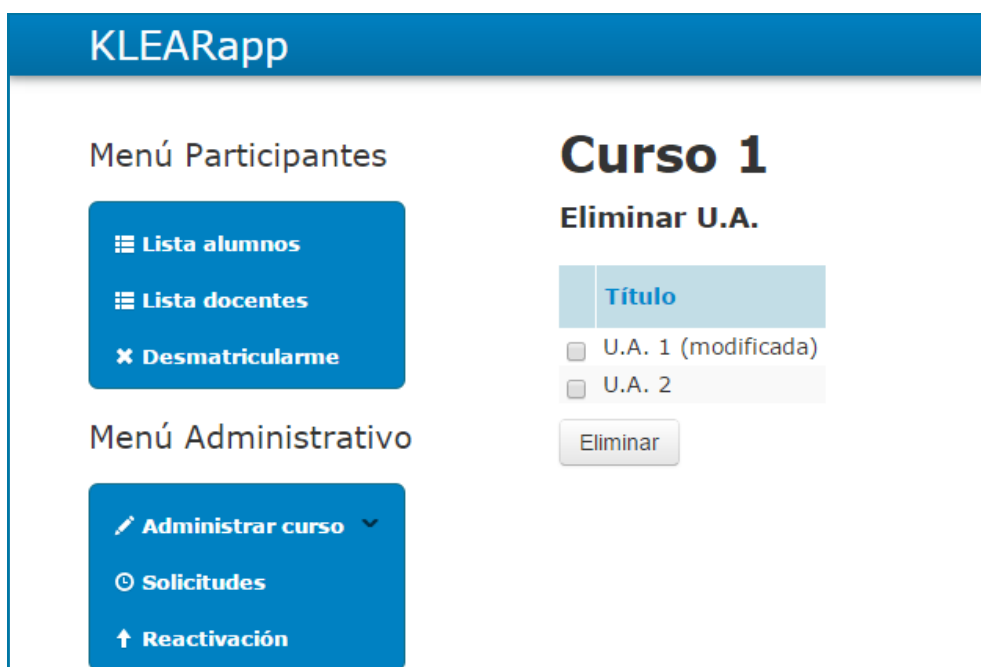 KLEARapp
Menú Participantes
Lista alumnos
Lista docentes
Desmatricularme
Menú Administrativo
Administrar curso
Solicitudes
Reactivación
Curso 1
Eliminar U.A.
Título
U.A. 1 (modificada)
U.A. 2
Eliminar